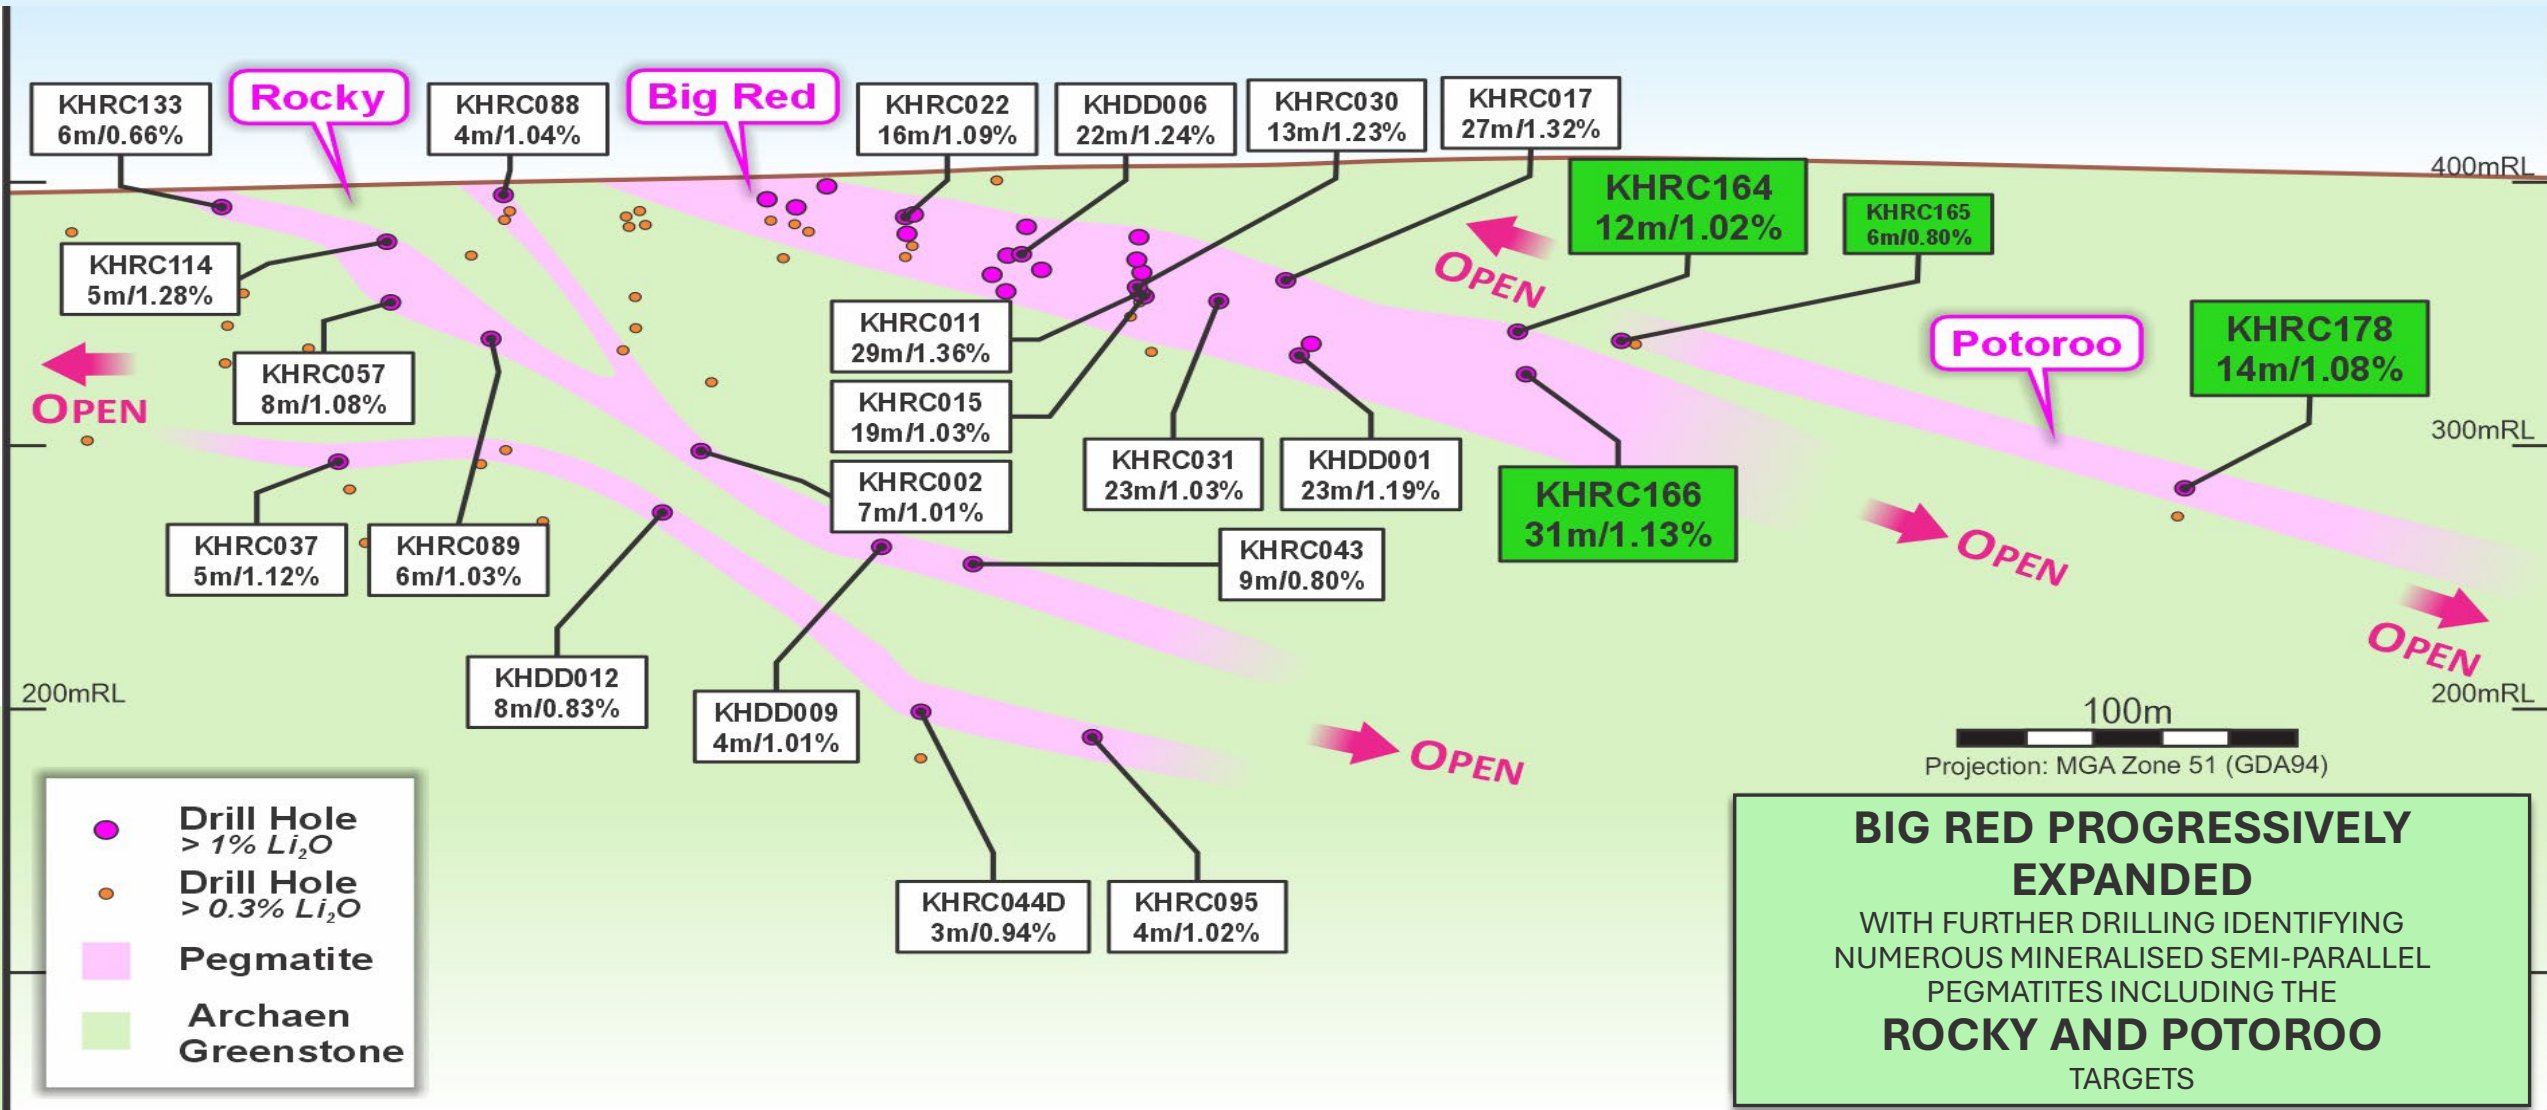 KHRC133
6m/0.66%
Rocky
KHRC088
4m/1.04%
Big Red
KHRC022
16m/1.09%
KHDD006
22m/1.24%
KHRC030
13m/1.23%
KHRC017
27m/1.32%
400mRL
KHRC164
12m/1.02%
KHRC165
6m/0.80%
OPEN
KHRC114
5m/1.28%
KHRC011
29m/1.36%
Potoroo
KHRC178
14m/1.08%
KHRC057
8m/1.08%
OPEN
KHRC015
19m/1.03%
300mRL
KHRC031
23m/1.03%
KHDD001
23m/1.19%
KHRC002
7m/1.01%
KHRC166
31m/1.13%
KHRC037
5m/1.12%
KHRC089
6m/1.03%
KHRC043
9m/0.80%
OPEN
OPEN
KHDD012
8m/0.83%
KHDD009
4m/1.01%
200mRL
200mRL
OPEN
100m
Projection: MGA Zone 51 (GDA94)
KHRC044D
3m/0.94%
KHRC095
4m/1.02%
Drill Hole
> 1% Li₂O
Drill Hole
> 0.3% Li₂O
Pegmatite
Archaen
Greenstone
BIG RED PROGRESSIVELY
EXPANDED
WITH FURTHER DRILLING IDENTIFYING
NUMEROUS MINERALISED SEMI-PARALLEL
PEGMATITES INCLUDING THE
ROCKY AND POTOROO
TARGETS